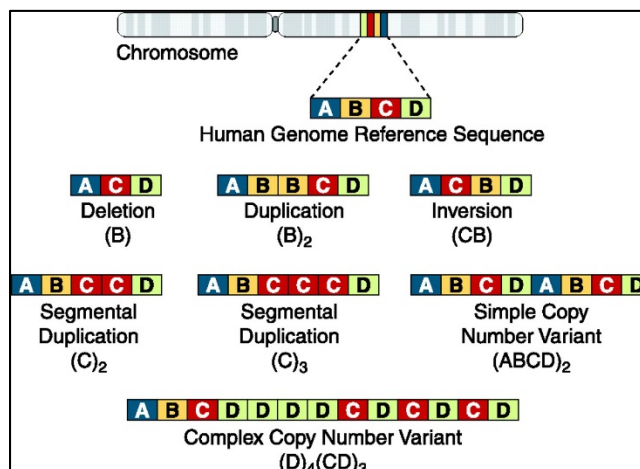 Chromosome
A B C D
Human Genome Reference Sequence
A C D
Deletion
(B)
A B B C D
Duplication
(B)2
A C B D
Inversion
(CB)
A B C C D
Segmental
Duplication
(C)2
A B C C C D
Segmental
Duplication
(C)3
A B C D A B C D
Simple Copy
Number Variant
(ABCD)2
A B C D D D D C D C D C D
Complex Copy Number Variant
(D)4(CD)3